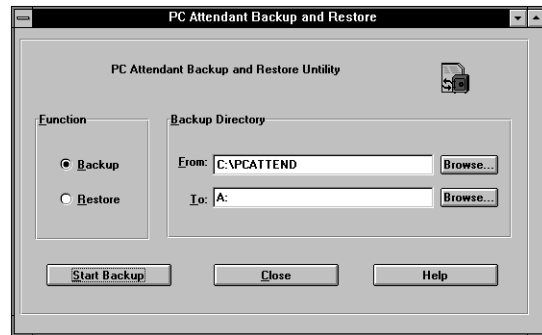 PC Attendant Backup and Restore
PC Attendant Backup and Restore Untility
Function
Backup
Restore
Backup Directory
From: C:\PCATTEND Browse...
To: A: Browse...
Start Backup Close Help